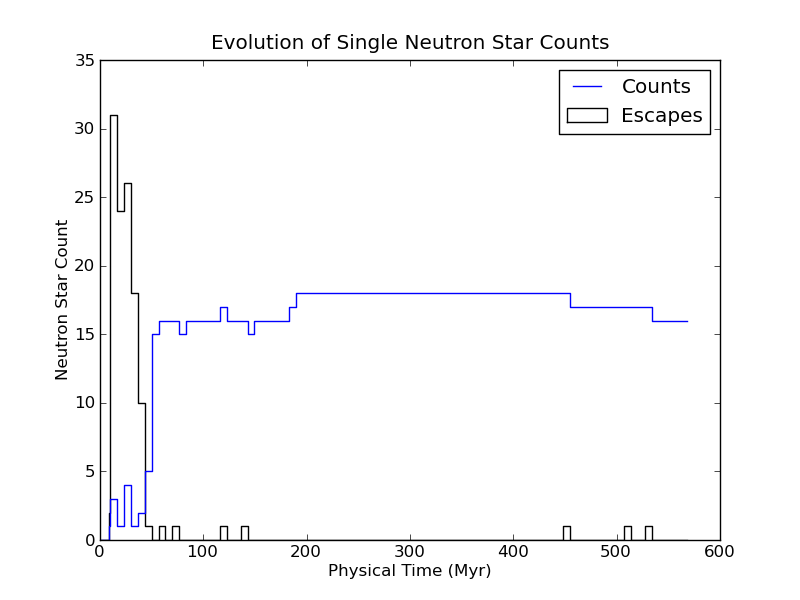 Evolution of Single Neutron Star Counts
Counts
Escapes
Neutron Star Count
35
30
25
20
15
10
5
0
0 100 200 300 400 500 600
Physical Time (Myr)